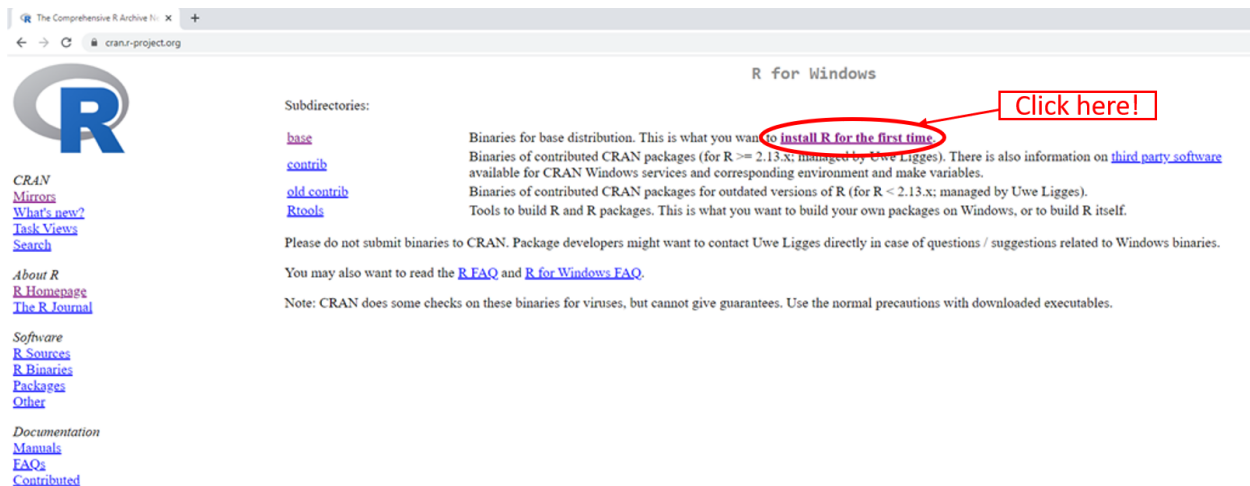 The Comprehensive R Archive N
cran.r-project.org
R
R for Windows
Click here!
Subdirectories:
base Binaries for base distribution. This is what you want to install R for the first time.
contrib Binaries of contributed CRAN packages (for R >= 2.13.x; managed by Uwe Ligges). There is also information on third party software
available for CRAN Windows services and corresponding environment and make variables.
old contrib Binaries of contributed CRAN packages for outdated versions of R (for R < 2.13.x; managed by Uwe Ligges).
Rtools Tools to build R and R packages. This is what you want to build your own packages on Windows, or to build R itself.
Please do not submit binaries to CRAN. Package developers might want to contact Uwe Ligges directly in case of questions / suggestions related to Windows binaries.
You may also want to read the R FAQ and R for Windows FAQ.
Note: CRAN does some checks on these binaries for viruses, but cannot give guarantees. Use the normal precautions with downloaded executables.
CRAN
Mirrors
What's new?
Task Views
Search
About R
R Homepage
The R Journal
Software
R Sources
R Binaries
Packages
Other
Documentation
Manuals
FAQs
Contributed